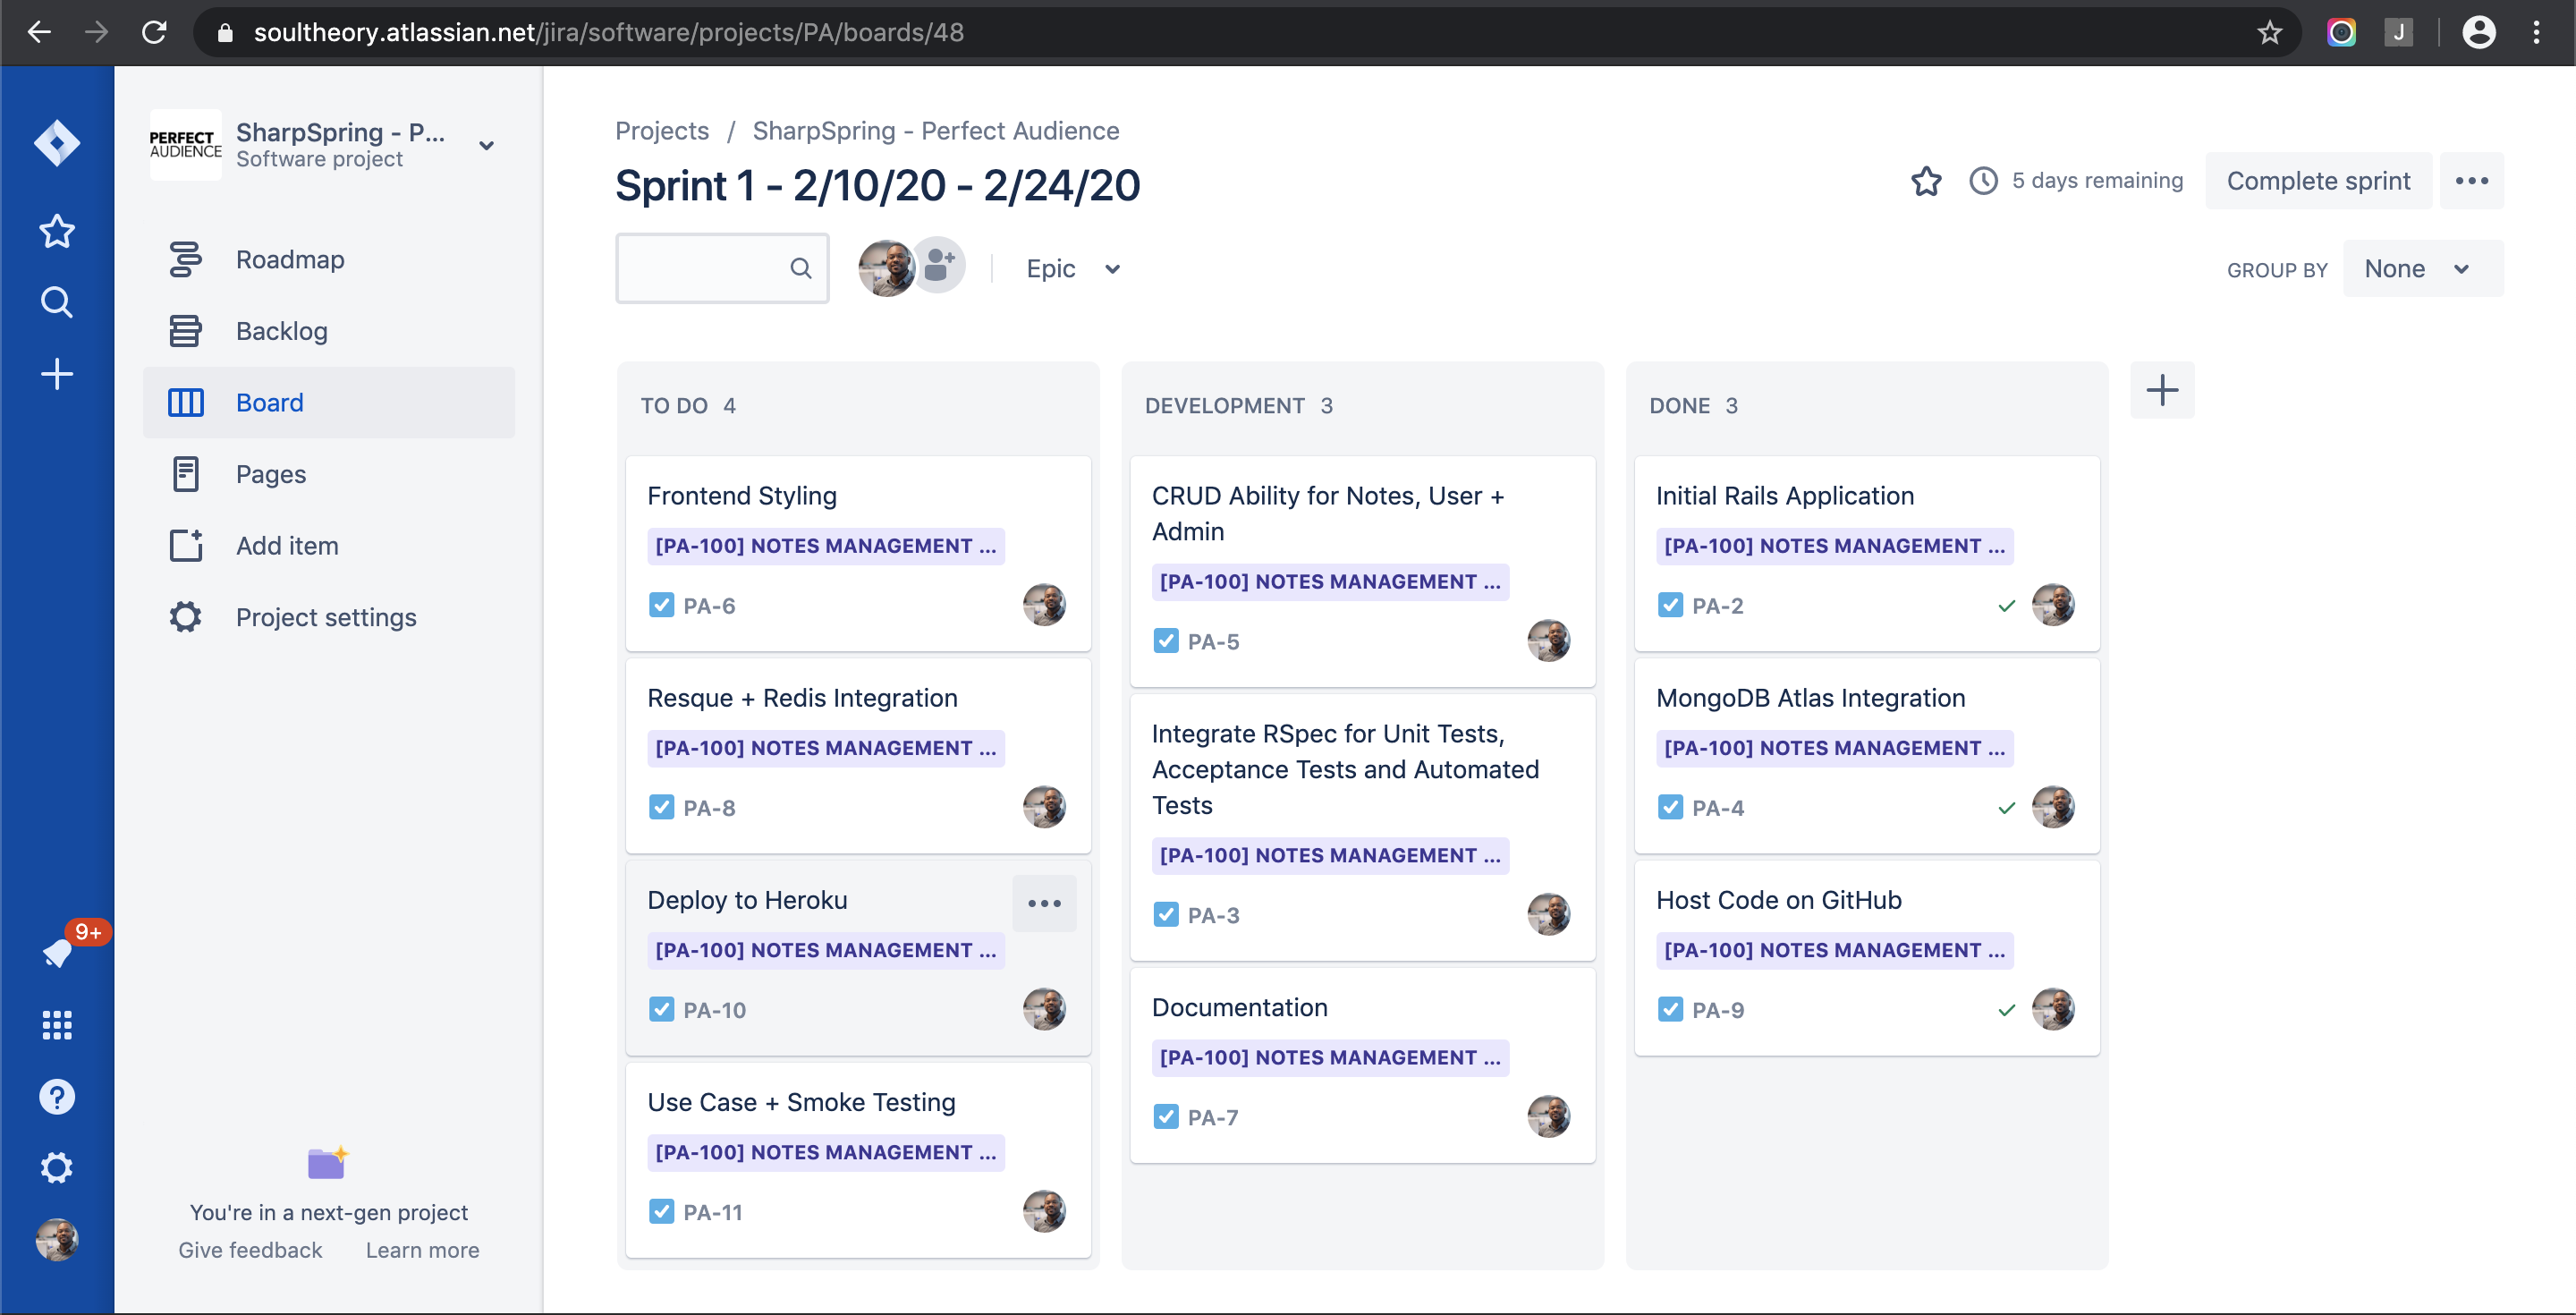 soultheory.atlassian.net/jira/software/projects/PA/boards/48
J
PERFECT
AUDIENCE
SharpSpring - P...
Software project
Roadmap
Backlog
Board
Pages
Add item
Project settings
9+
?
You're in a next-gen project
Give feedback
Learn more
Projects / SharpSpring - Perfect Audience
Sprint 1 - 2/10/20 - 2/24/20
5 days remaining
Complete sprint
Epic
GROUP BY
None
TO DO 4
Frontend Styling
[PA-100] NOTES MANAGEMENT ...
PA-6
Resque + Redis Integration
[PA-100] NOTES MANAGEMENT ...
PA-8
Deploy to Heroku
[PA-100] NOTES MANAGEMENT ...
PA-10
Use Case + Smoke Testing
[PA-100] NOTES MANAGEMENT ...
PA-11
DEVELOPMENT 3
CRUD Ability for Notes, User +
Admin
[PA-100] NOTES MANAGEMENT ...
PA-5
Integrate RSpec for Unit Tests,
Acceptance Tests and Automated
Tests
[PA-100] NOTES MANAGEMENT ...
PA-3
Documentation
[PA-100] NOTES MANAGEMENT ...
PA-7
DONE 3
Initial Rails Application
[PA-100] NOTES MANAGEMENT ...
PA-2
MongoDB Atlas Integration
[PA-100] NOTES MANAGEMENT ...
PA-4
Host Code on GitHub
[PA-100] NOTES MANAGEMENT ...
PA-9